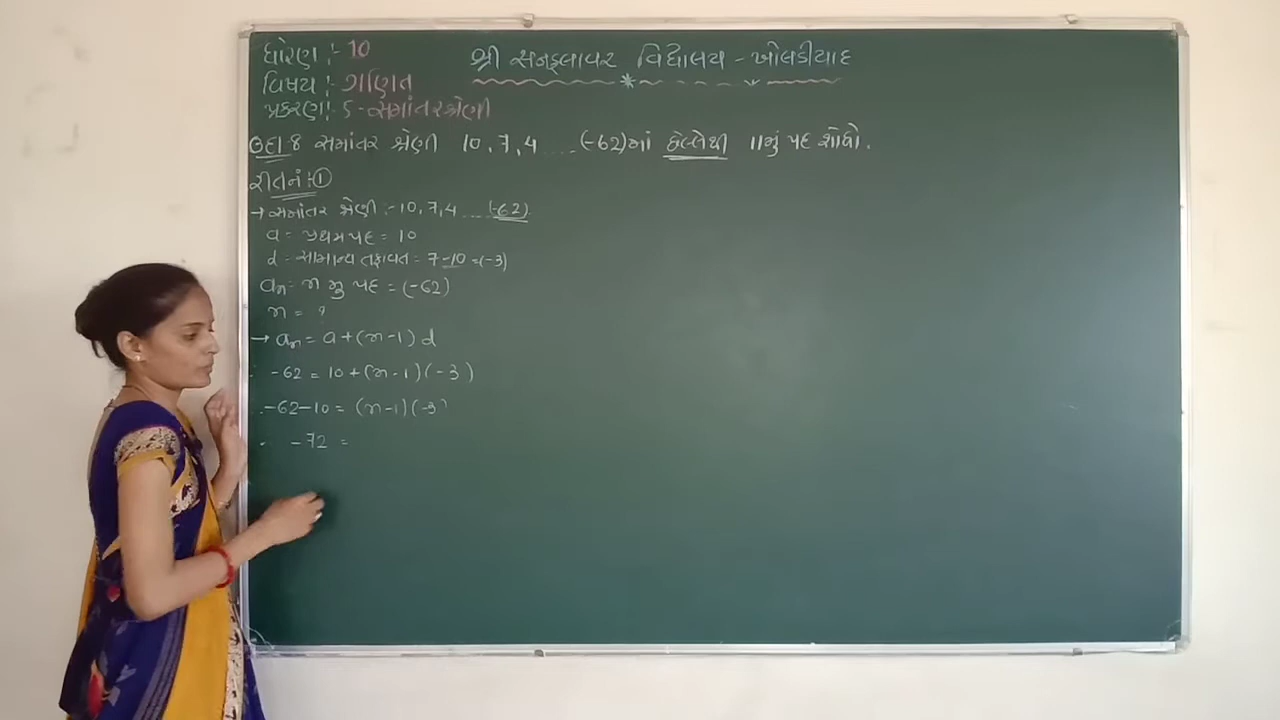 ધોરણ :- 10
શ્રી સનફ્લાવર વિદ્યાલય - ખોલડીયાદ
વિષય :- ગણિત
પ્રકરણ :- 5 - સમાંતર શ્રેણી
ઉદા-8 સમાંતર શ્રેણી 10, 7, 4 .... (-62)માં છેલ્લેથી 11મું પદ શોધો.
રીત નં :- ①
→ સમાંતર શ્રેણી :- 10, 7, 4 .... (-62)
a = પ્રથમ પદ = 10
d = સામાન્ય તફાવત = 7-10 = (-3)
an = n મુ પદ = (-62)
n = ?
→ an = a + (n-1) d
∴ -62 = 10 + (n-1) (-3)
∴ -62-10 = (n-1) (-3)
∴ -72 =